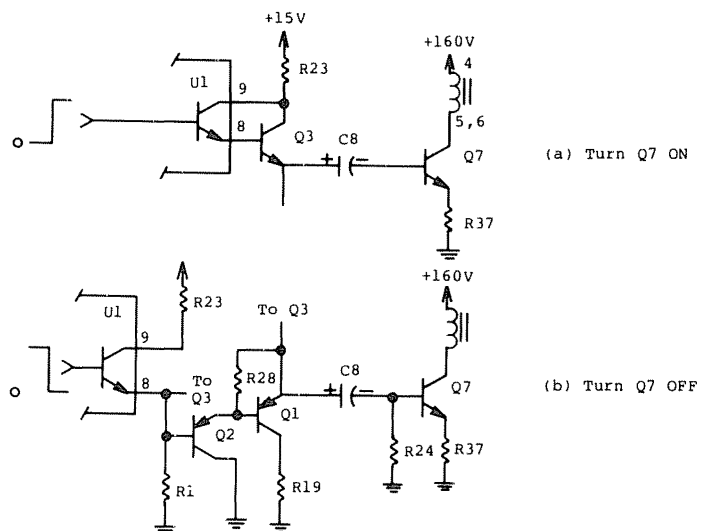 +15V
+160V
R23
4
U1
9
8
5,6
Q3
C8
+
−
Q7
(a) Turn Q7 ON
R37
+160V
R23
To Q3
U1
9
8
To
Q3
R28
C8
+
−
Q7
(b) Turn Q7 OFF
Q2
Q1
R24
R37
Ri
R19